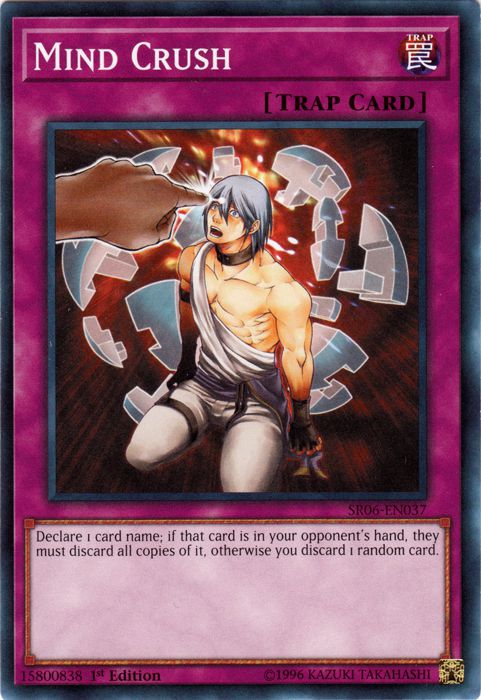 MIND CRUSH
TRAP
罠
[TRAP CARD]
SR06-EN037
Declare 1 card name; if that card is in your opponent's hand, they
must discard all copies of it, otherwise you discard 1 random card.
15800838 1st Edition ©1996 KAZUKI TAKAHASHI